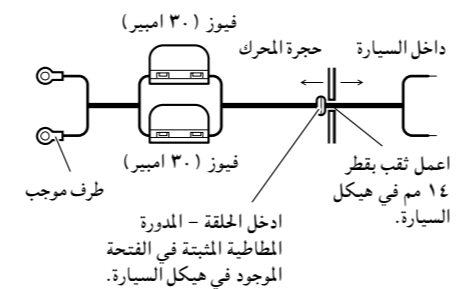 فيوز (٣٠ امبير)
داخل السيارة
حجرة المحرك
فيوز (٣٠ امبير)
طرف موجب
اعمل ثقب بقطر
١٤ مم في هيكل
السيارة.
ادخل الحلقة – المدورة
المطاطية المثبتة في الفتحة
الموجود في هيكل السيارة.